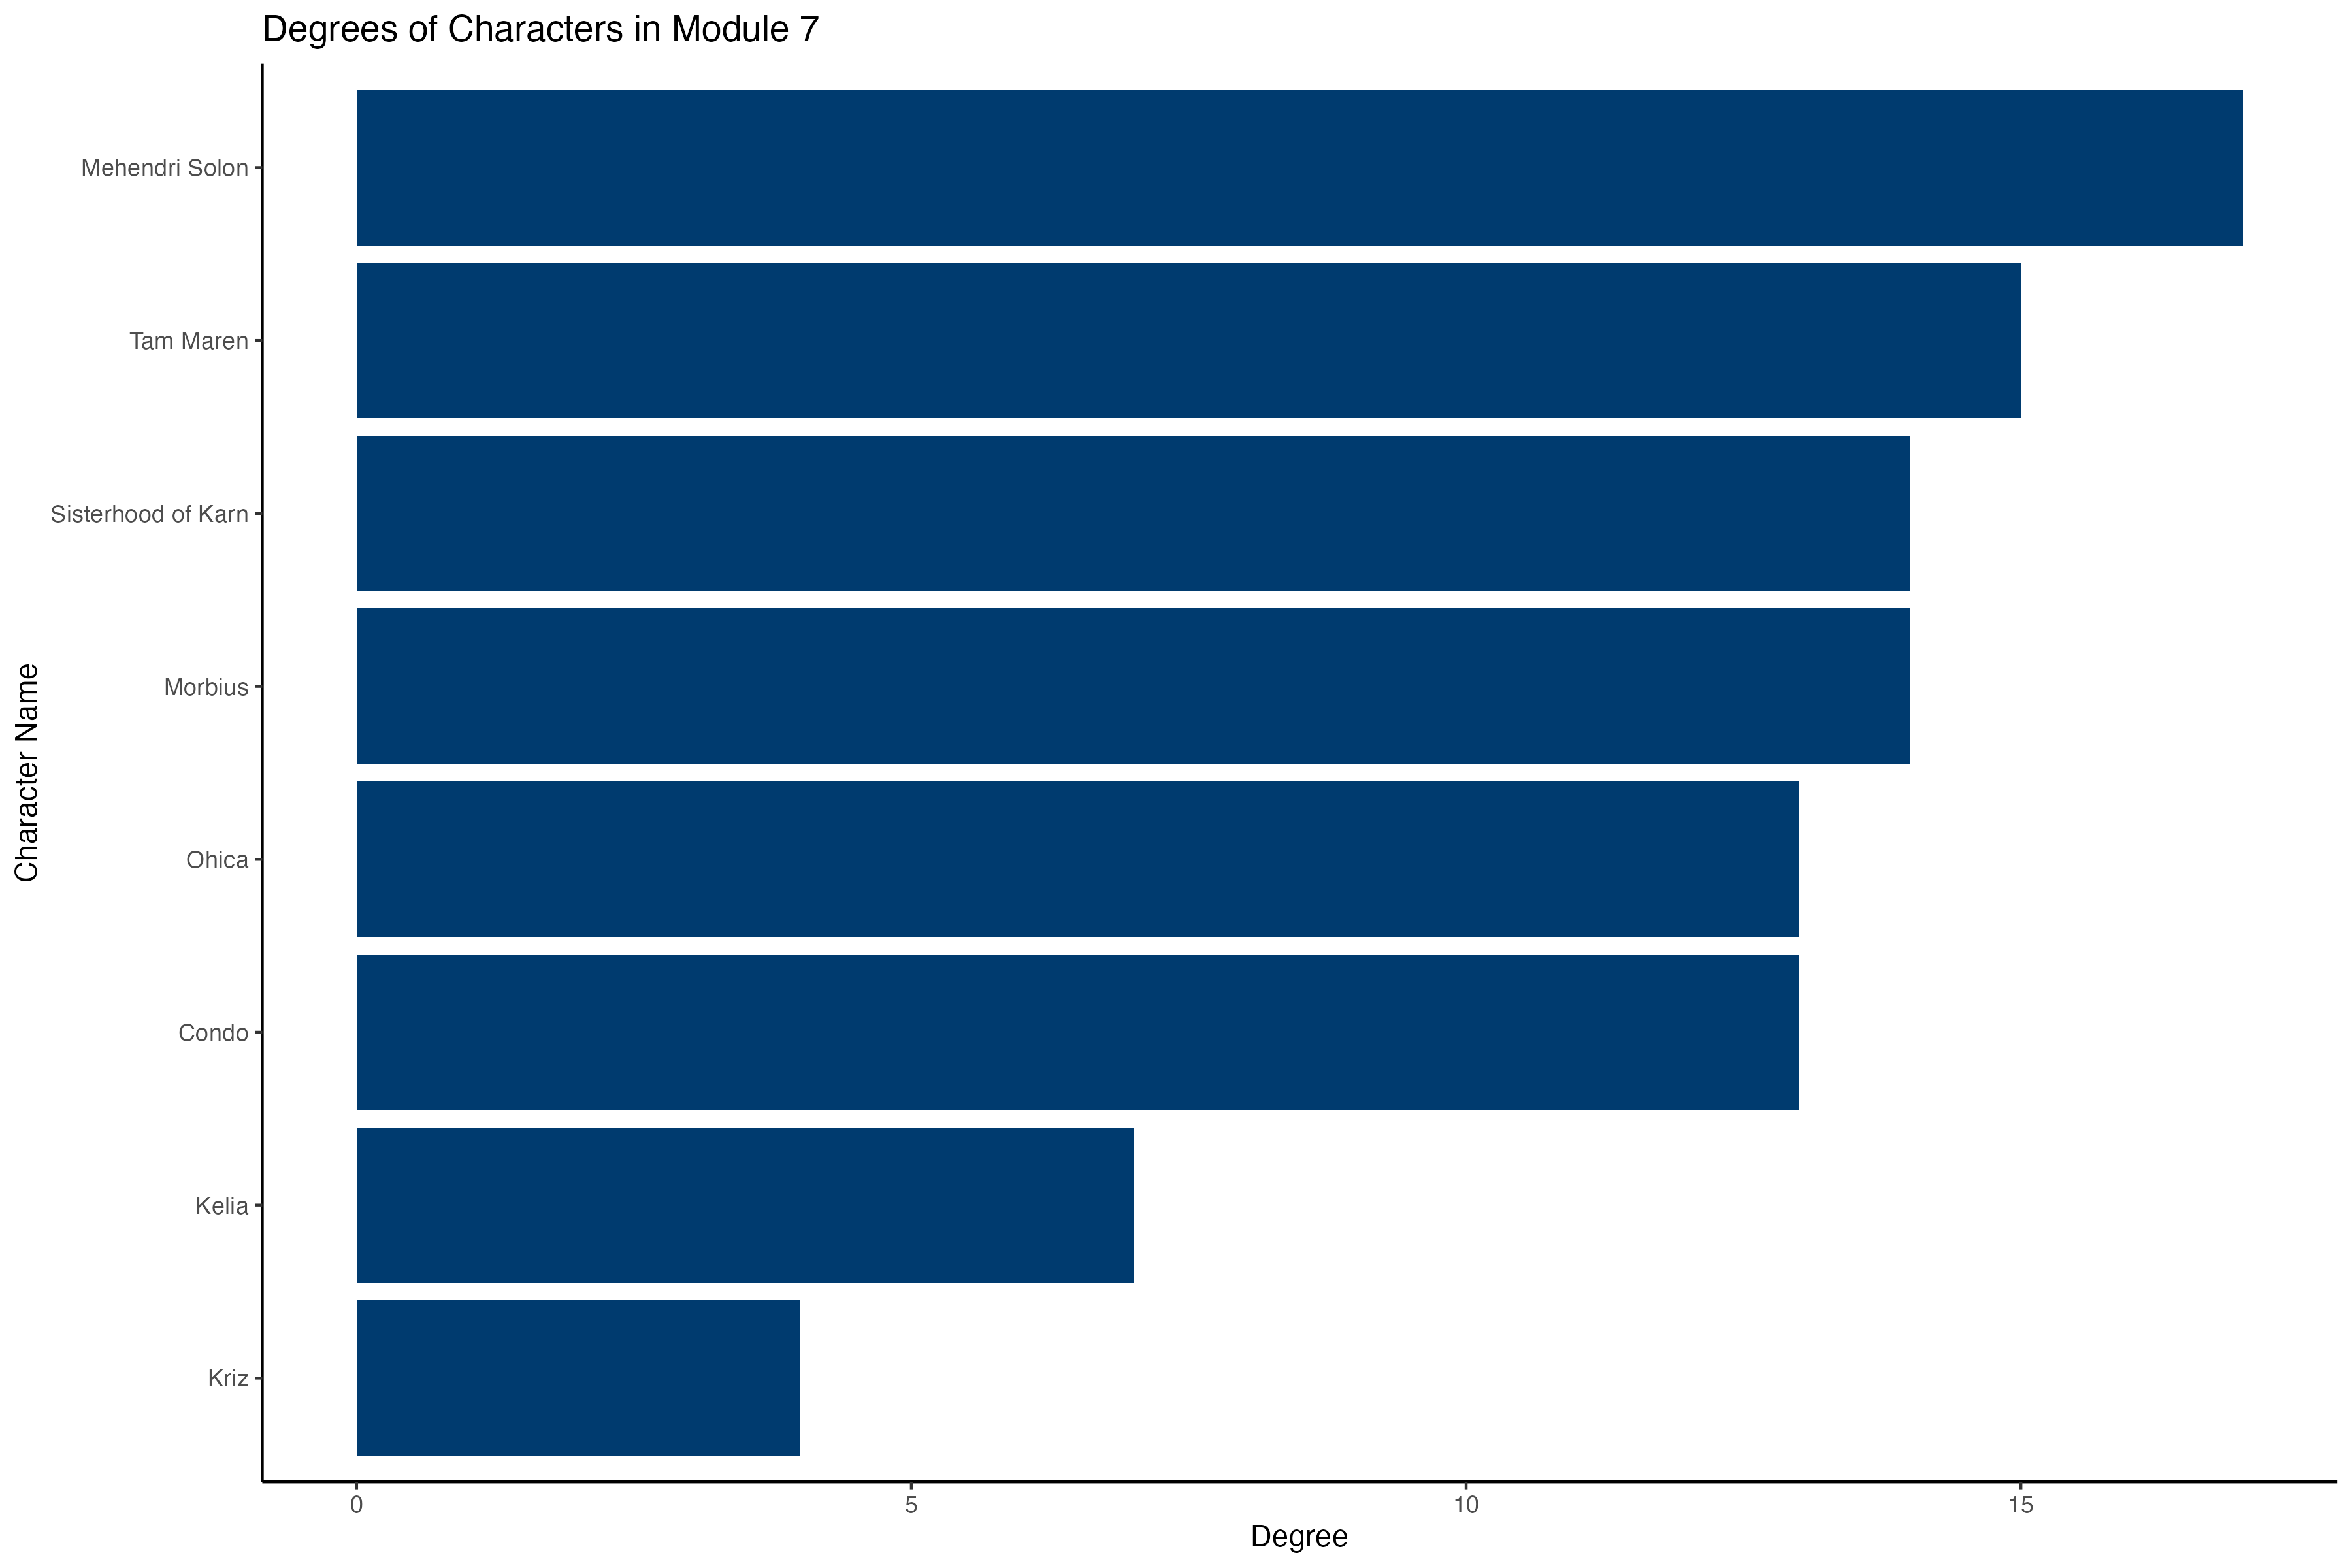 Degrees of Characters in Module 7
Character Name
Mehendri Solon
Tam Maren
Sisterhood of Karn
Morbius
Ohica
Condo
Kelia
Kriz
0 5 10 15
Degree